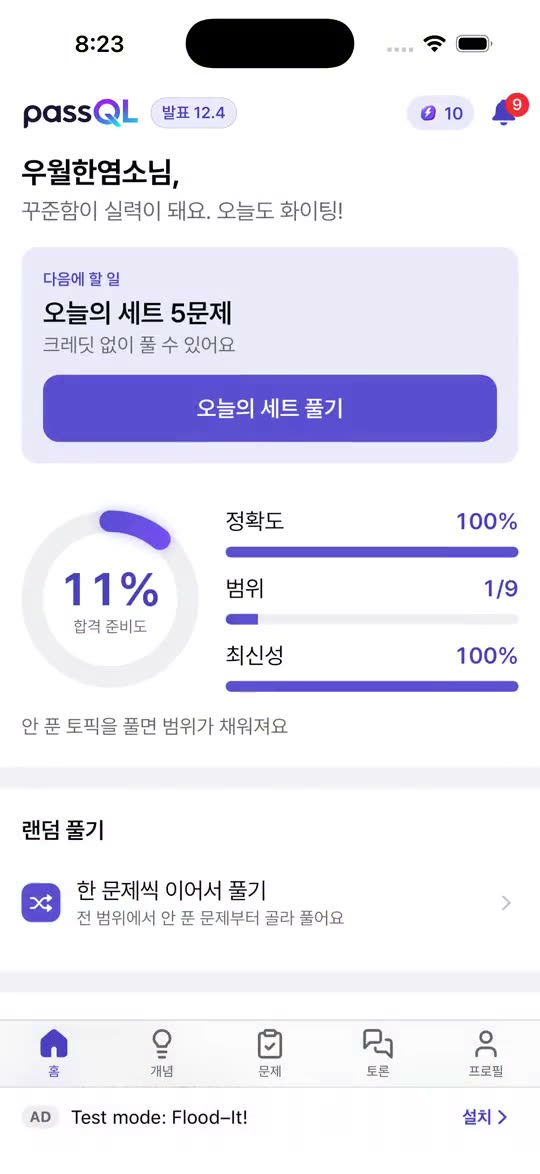 8:23
passQL 발표 12.4 10 9
우월한염소님,
꾸준함이 실력이 돼요. 오늘도 화이팅!
다음에 할 일
오늘의 세트 5문제
크레딧 없이 풀 수 있어요
오늘의 세트 풀기
11%
합격 준비도
정확도 100%
범위 1/9
최신성 100%
안 푼 토픽을 풀면 범위가 채워져요
랜덤 풀기
한 문제씩 이어서 풀기
전 범위에서 안 푼 문제부터 골라 풀어요
홈 개념 문제 토론 프로필
AD Test mode: Flood-It! 설치